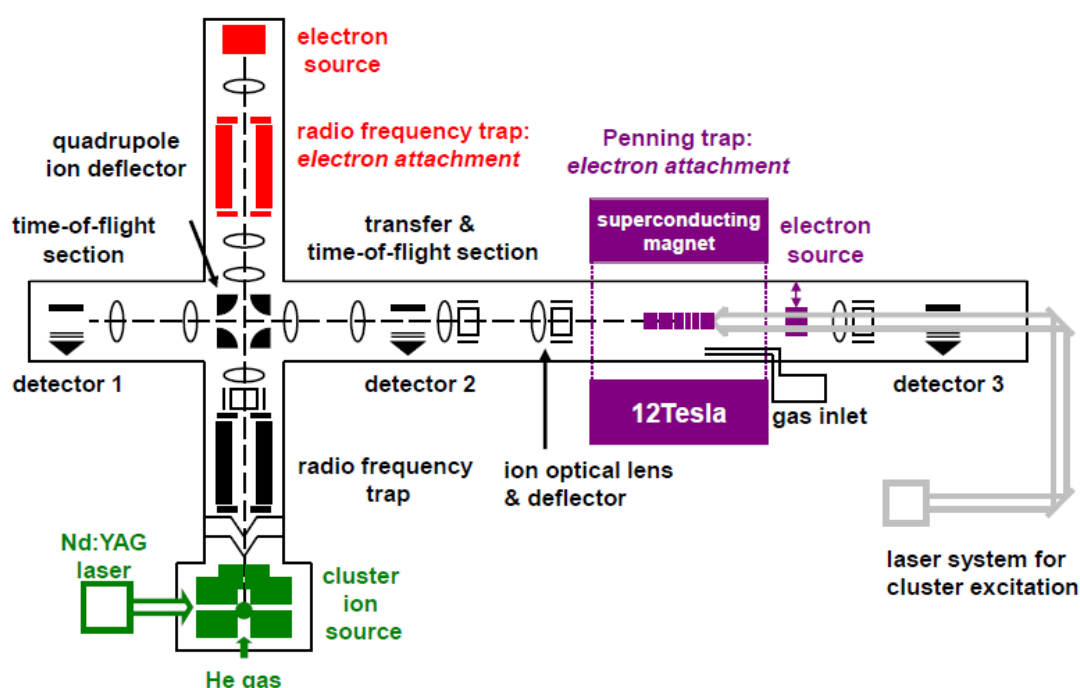 electron
source
radio frequency trap:
electron attachment
quadrupole
ion deflector
Penning trap:
electron attachment
time-of-flight
section
transfer &
time-of-flight section
superconducting
magnet
electron
source
detector 1
detector 2
detector 3
12Tesla
gas inlet
radio frequency
trap
ion optical lens
& deflector
Nd:YAG
laser
cluster
ion
source
laser system for
cluster excitation
He gas